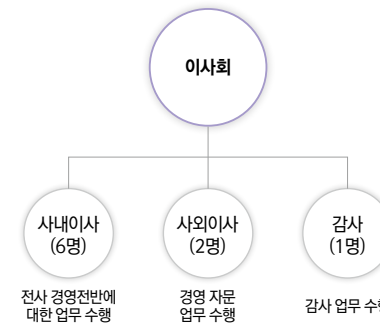 이사회
사내이사
(6명)
사외이사
(2명)
감사
(1명)
전사 경영전반에
대한 업무 수행
경영 자문
업무 수행
감사 업무 수행